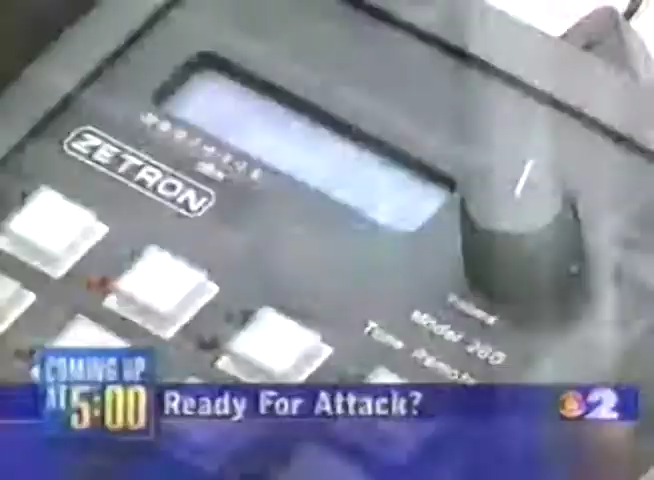 ZETRON
Volume
Model 260
Tone Remote
COMING UP
AT 5:00
Ready For Attack?
2